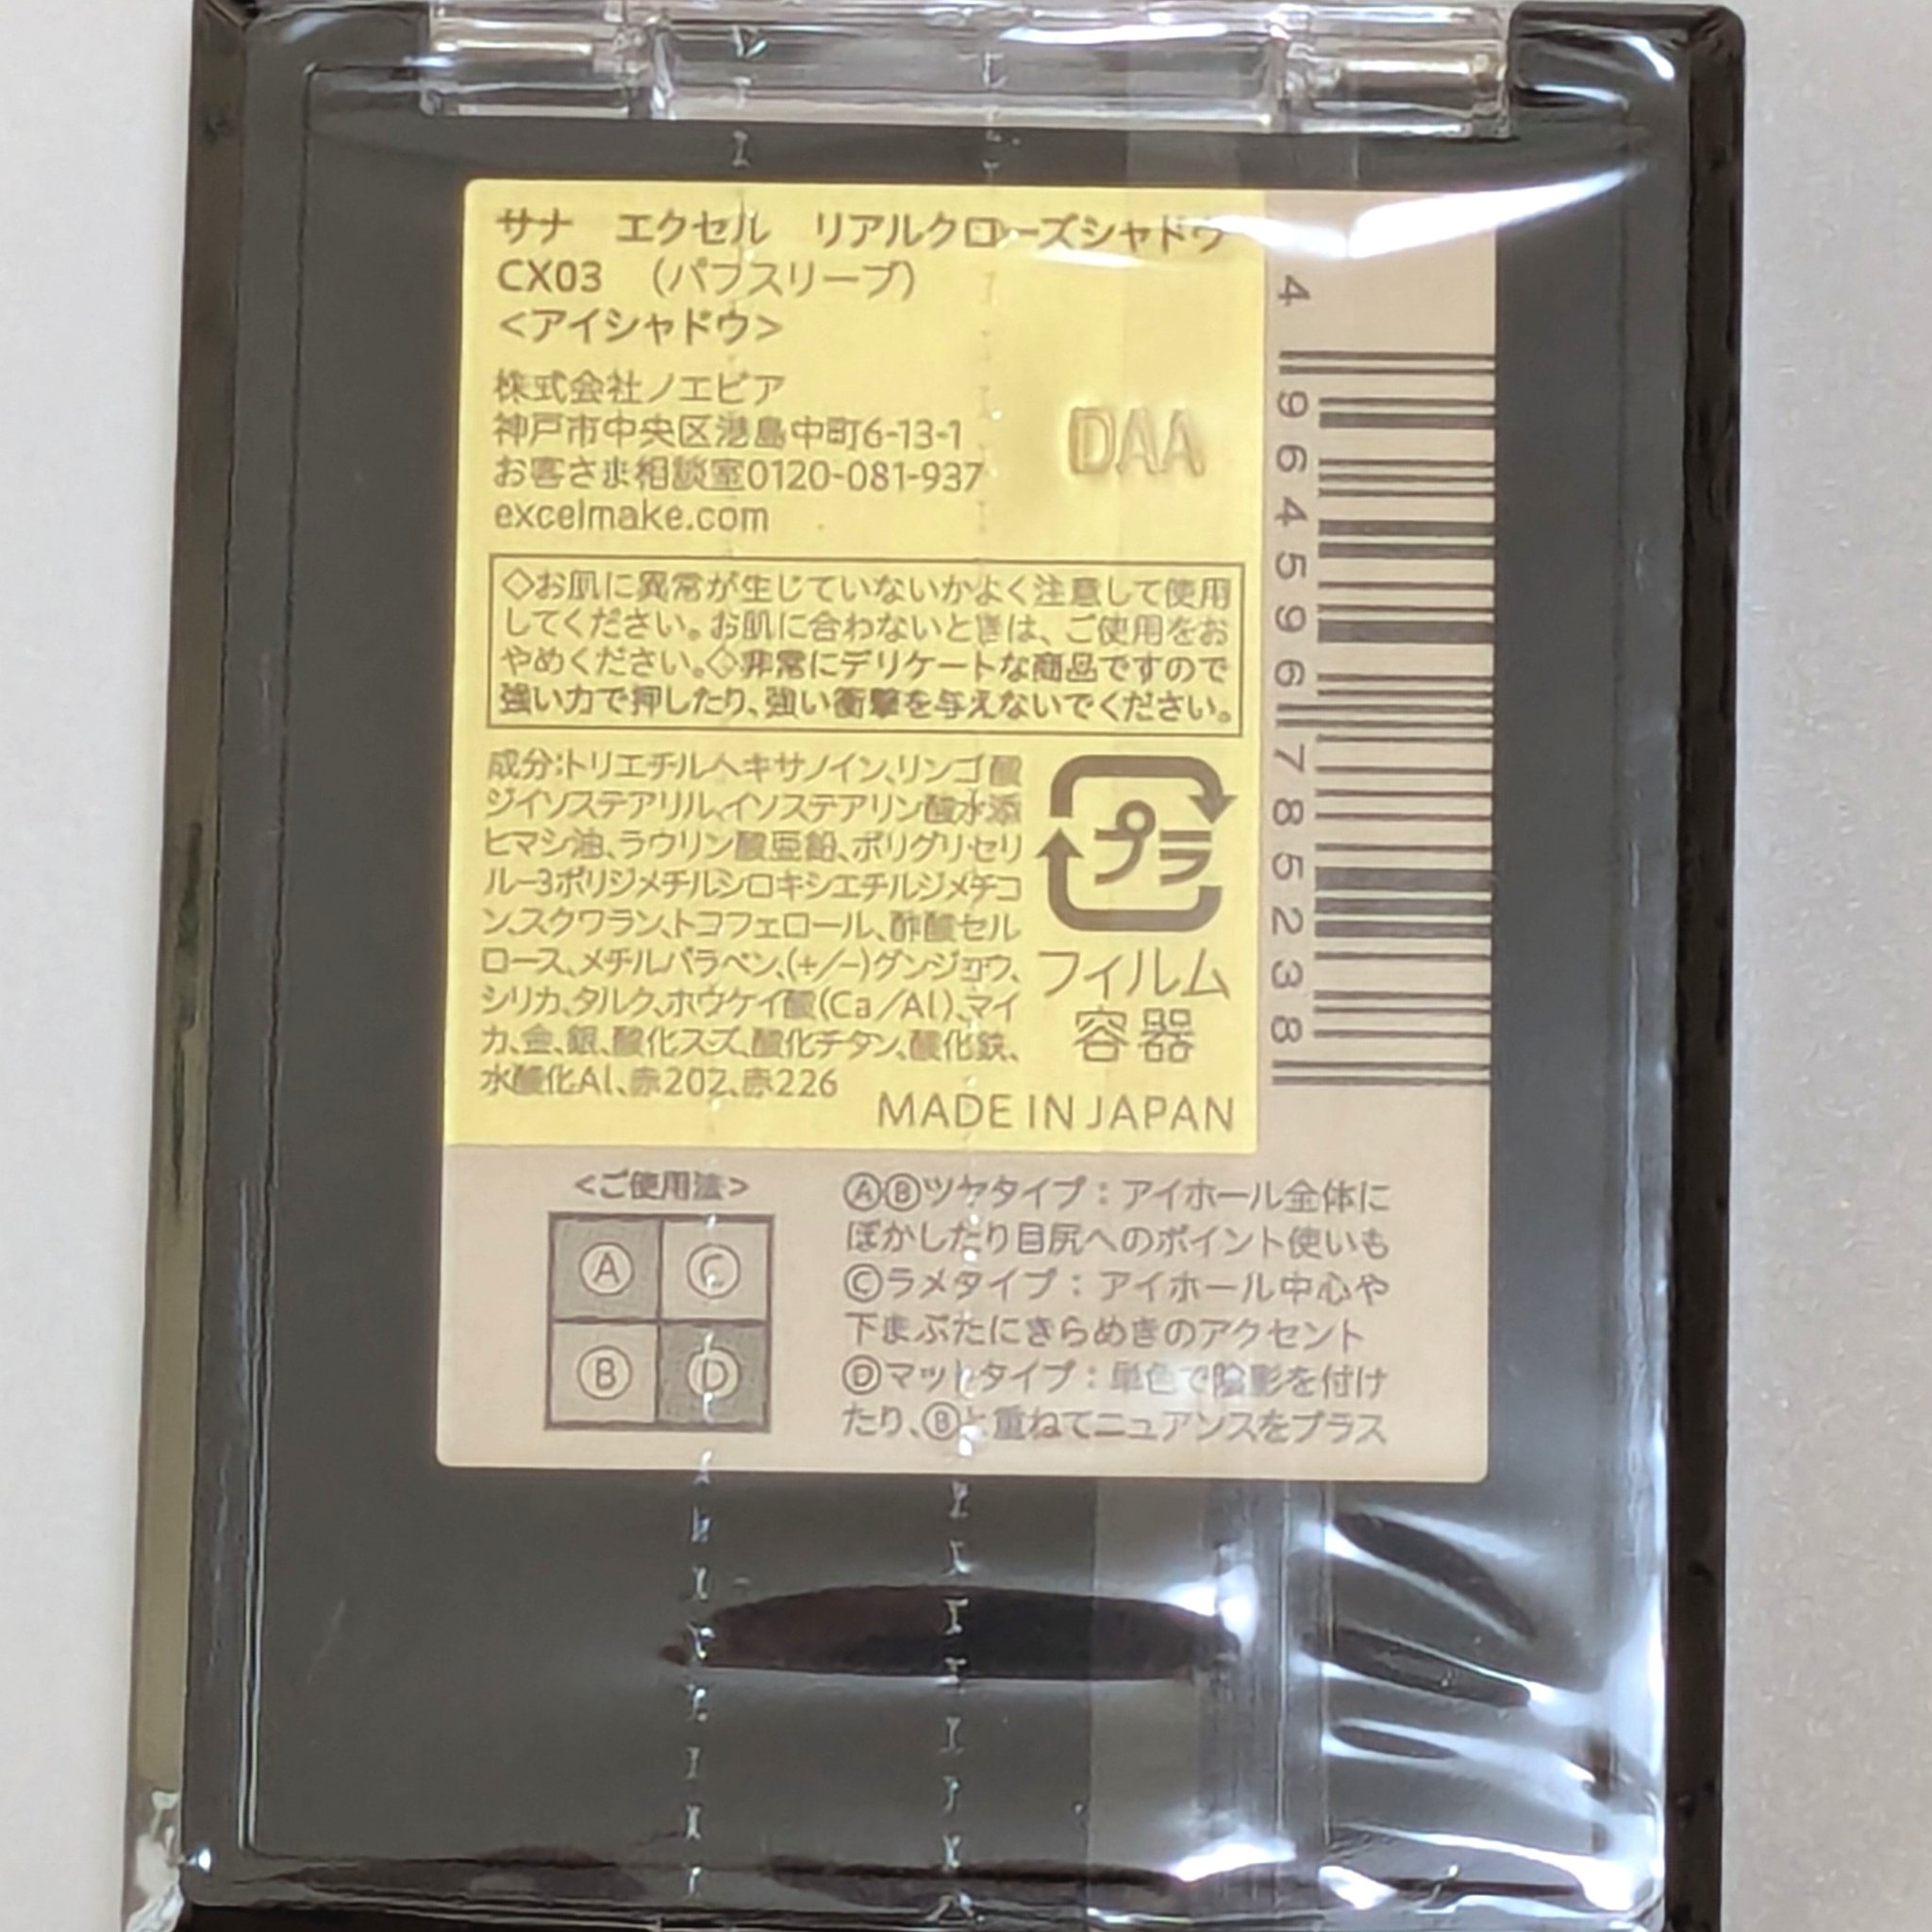 サナ エクセル リアルクローズシャドウ
CX03 （パフスリーブ）
<アイシャドウ>
株式会社ノエビア
神戸市中央区港島中町6-13-1
お客さま相談室0120-081-937
excelmake.com
DAA
◇お肌に異常が生じていないかよく注意して使用
してください。お肌に合わないときは、ご使用をお
やめください。◇非常にデリケートな商品ですので
強い力で押したり、強い衝撃を与えないでください。
成分:トリエチルヘキサノイン、リンゴ酸
ジイソステアリル、イソステアリン酸水添
ヒマシ油、ラウリン酸亜鉛、ポリグリセリ
ル-3ポリジメチルシロキシエチルジメチコ
ン、スクワラン、トコフェロール、酢酸セル
ロース、メチルパラベン、(+/-)グンジョウ、
シリカ、タルク、ホウケイ酸(Ca/Al)、マイ
カ、金、銀、酸化スズ、酸化チタン、酸化鉄、
水酸化Al、赤202、赤226
プラ
フィルム
容器
MADE IN JAPAN
4 964596 785238
<ご使用法>
A C
B D
ⒶⒷツヤタイプ：アイホール全体に
ぼかしたり目尻へのポイント使いも
Ⓒラメタイプ：アイホール中心や
下まぶたにきらめきのアクセント
Ⓓマットタイプ：単色で陰影を付け
たり、Ⓑと重ねてニュアンスをプラス